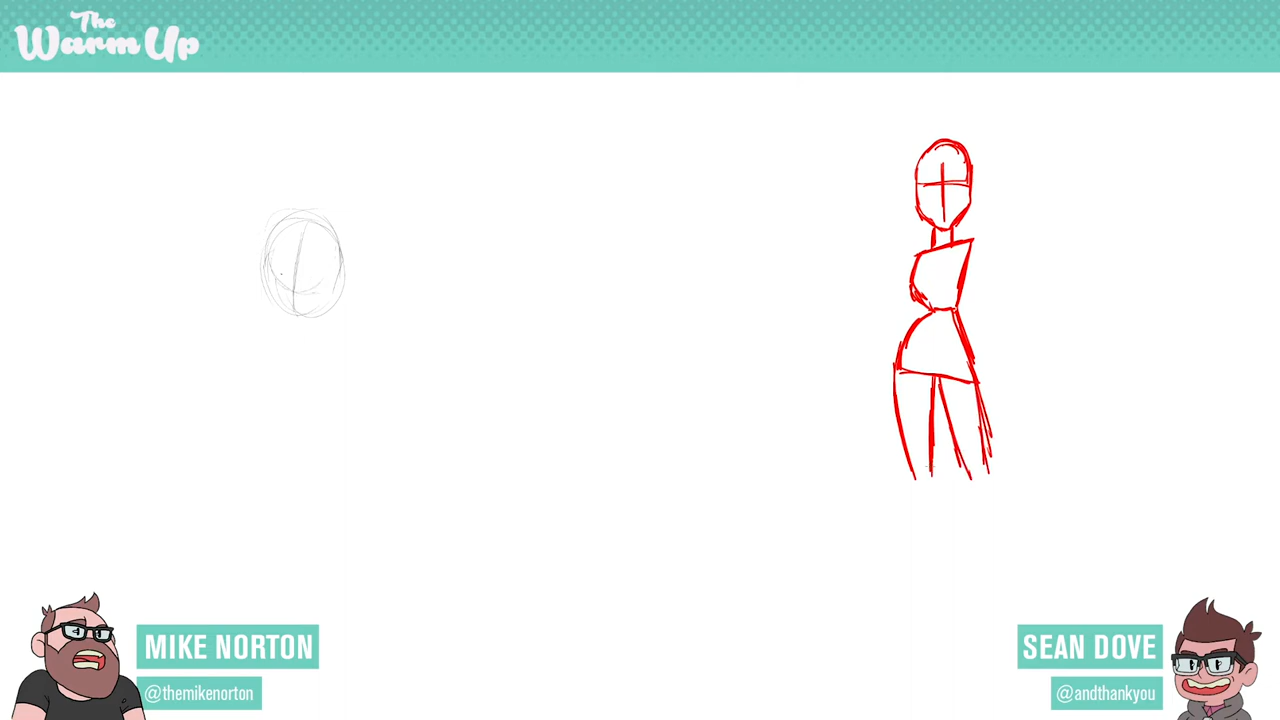 The
Warm Up
MIKE NORTON
@themikenorton
SEAN DOVE
@andthankyou